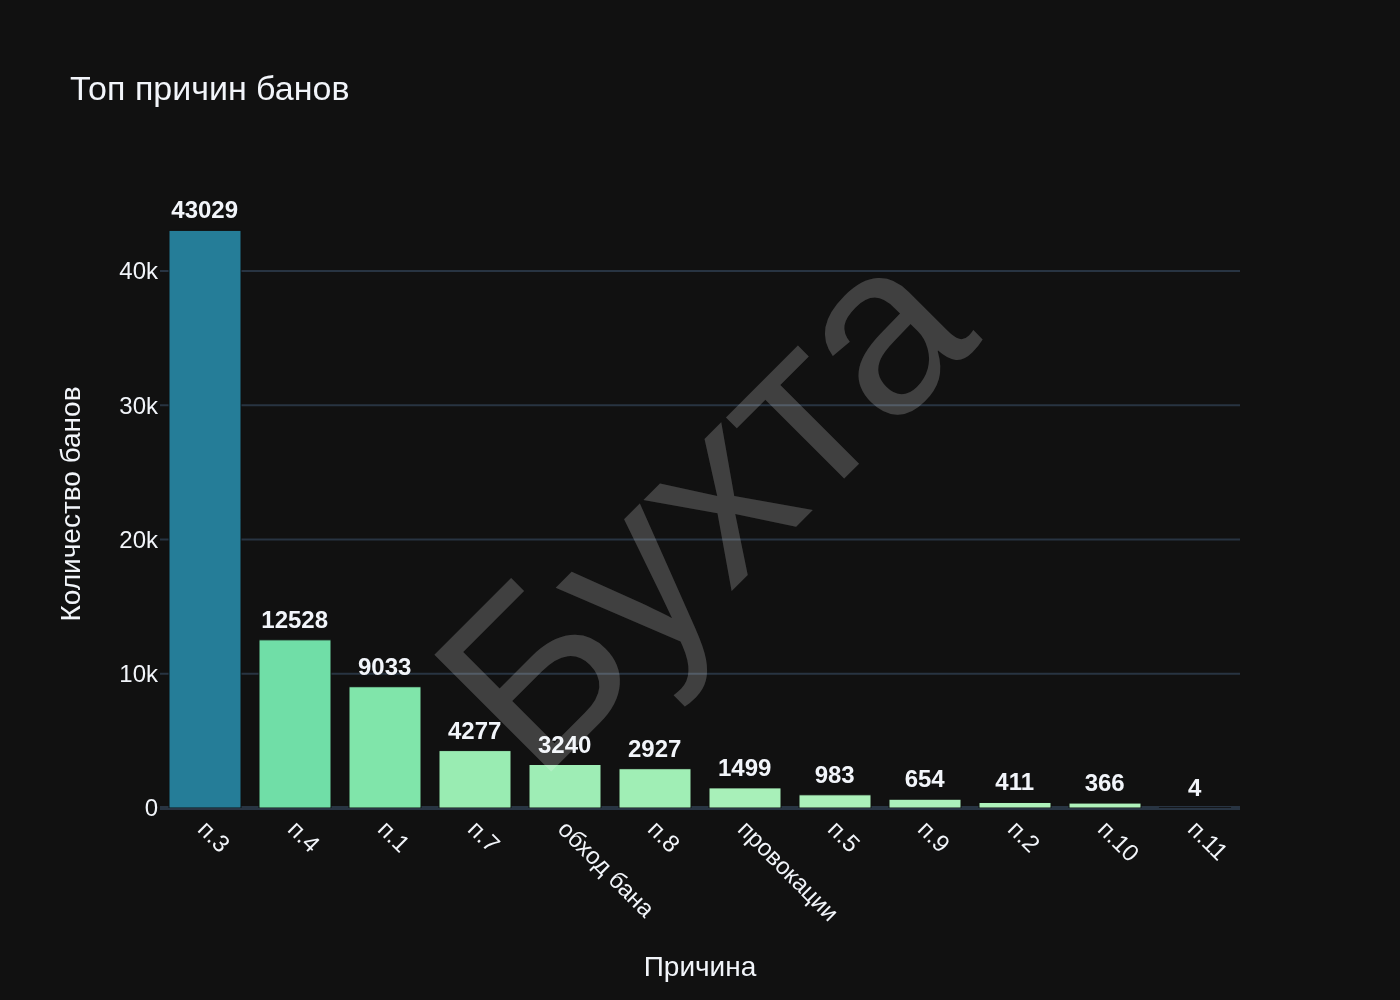 Топ причин банов
Количество банов
40k
30k
20k
10k
0
43029
12528
9033
4277
3240
2927
1499
983
654
411
366
4
п.3
п.4
п.1
п.7
обход бана
п.8
провокации
п.5
п.9
п.2
п.10
п.11
Причина
Бухта